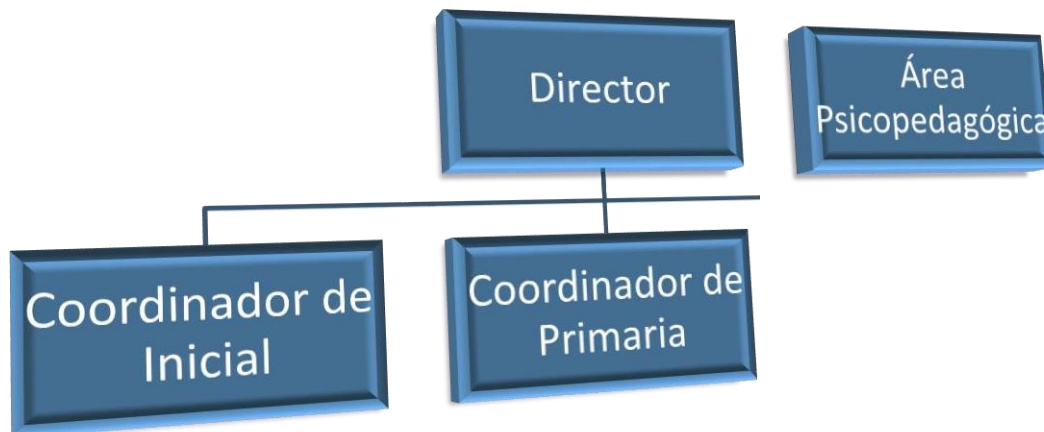 Director
Área
Psicopedagógica
Coordinador de
Inicial
Coordinador de
Primaria